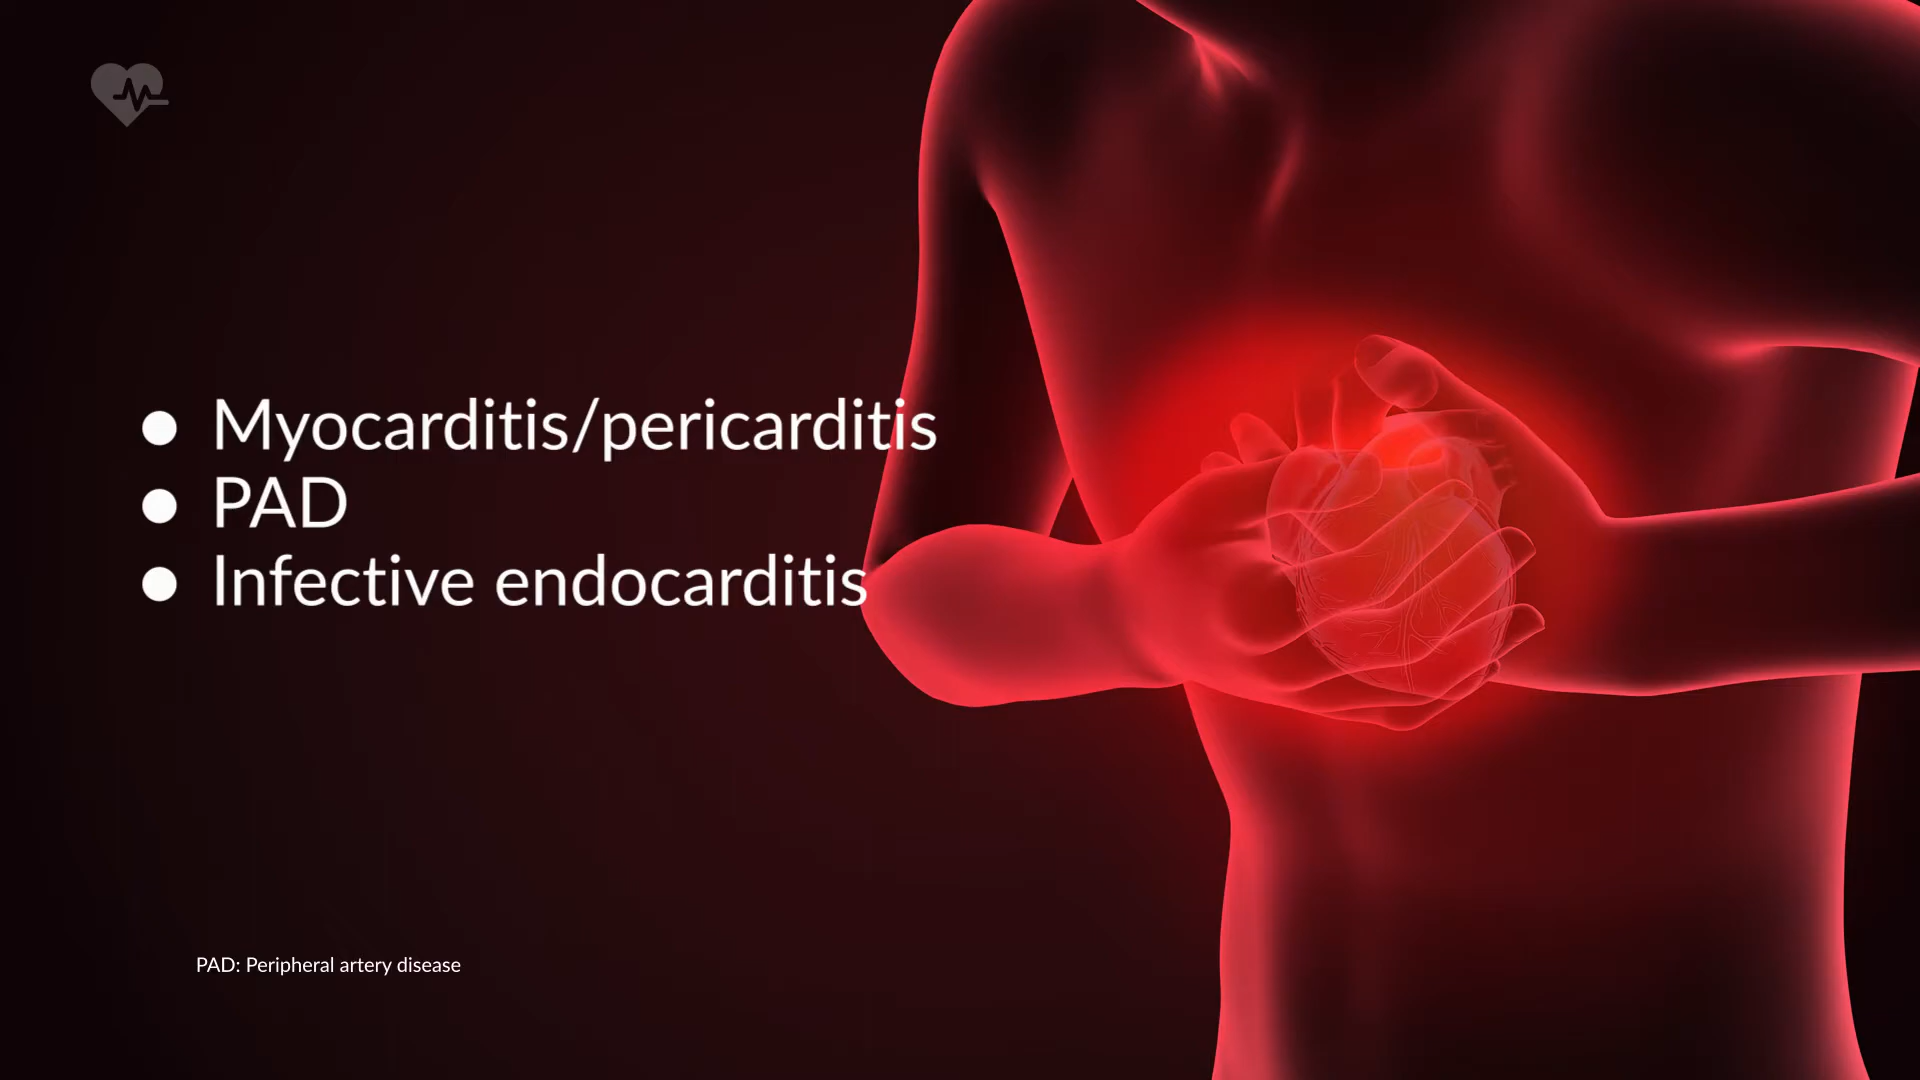 ● Myocarditis/pericarditis
● PAD
● Infective endocarditis
PAD: Peripheral artery disease